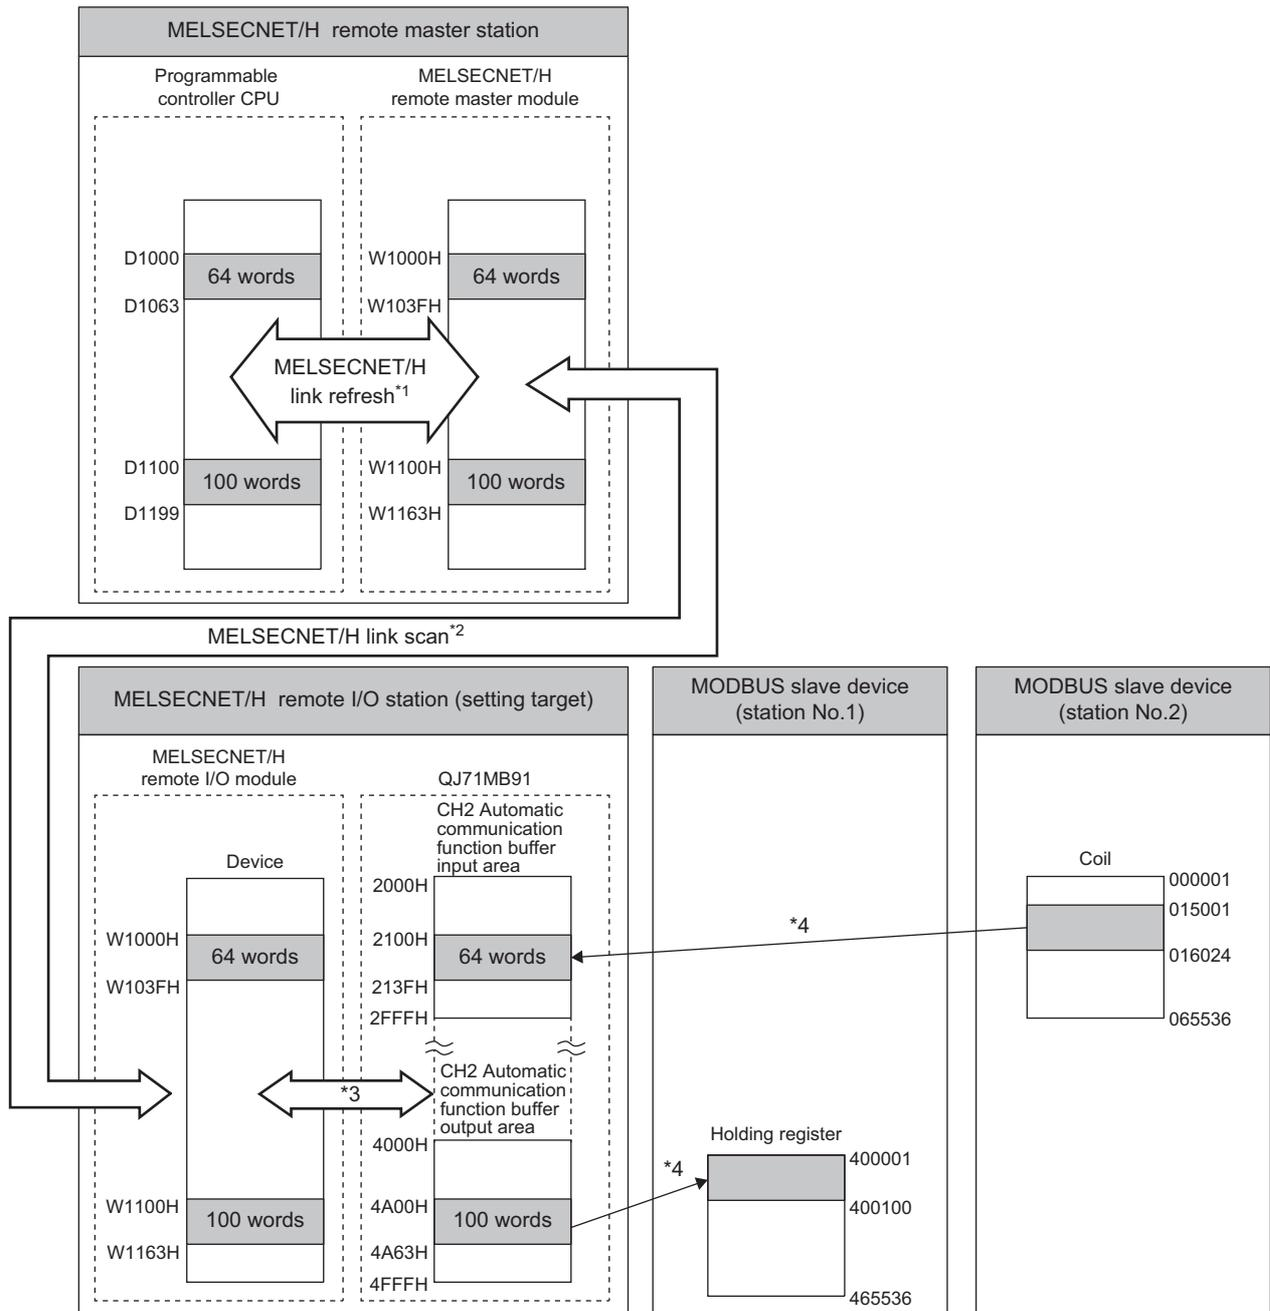 MELSECNET/H remote master station
Programmable
controller CPU
MELSECNET/H
remote master module
D1000
64 words
D1063
W1000H
64 words
W103FH
MELSECNET/H
link refresh*1
D1100
100 words
D1199
W1100H
100 words
W1163H
MELSECNET/H link scan*2
MELSECNET/H remote I/O station (setting target)
MELSECNET/H
remote I/O module
Device
W1000H
64 words
W103FH
*3
W1100H
100 words
W1163H
QJ71MB91
CH2 Automatic
communication
function buffer
input area
2000H
2100H
64 words
213FH
2FFFH
CH2 Automatic
communication
function buffer
output area
4000H
4A00H
100 words
4A63H
4FFFH
MODBUS slave device
(station No.1)
*4
*4
Holding register
400001
400100
465536
MODBUS slave device
(station No.2)
Coil
000001
015001
016024
065536